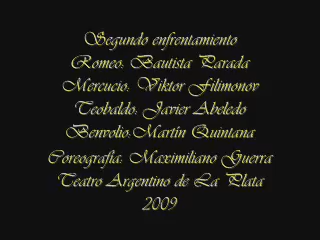 Segundo enfrentamiento
Romeo: Bautista Parada
Mercucio: Viktor Filimonov
Teobaldo: Javier Abeledo
Benvolio:Martín Quintana
Coreografía: Maximiliano Guerra
Teatro Argentino de La Plata
2009